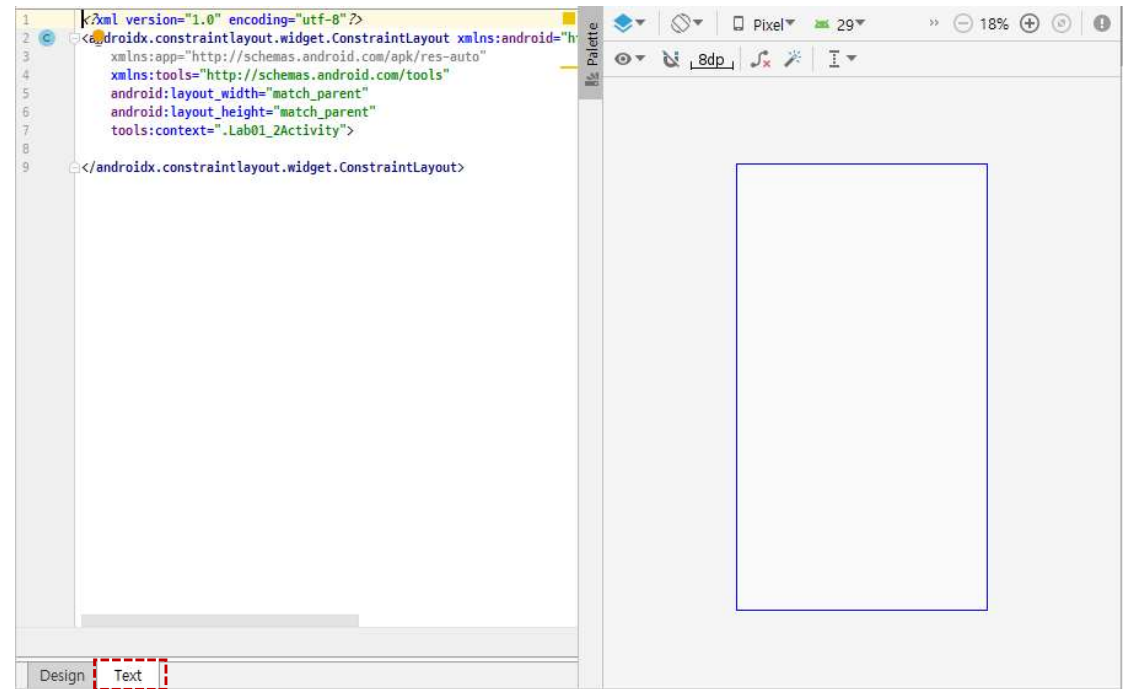 1 <?xml version="1.0" encoding="utf-8"?>
2 C <androidx.constraintlayout.widget.ConstraintLayout xmlns:android="h
3 xmlns:app="http://schemas.android.com/apk/res-auto"
4 xmlns:tools="http://schemas.android.com/tools"
5 android:layout_width="match_parent"
6 android:layout_height="match_parent"
7 tools:context=".Lab01_2Activity">
8
9 </androidx.constraintlayout.widget.ConstraintLayout>
Design Text
Palette
Pixel 29 » 18%
8dp